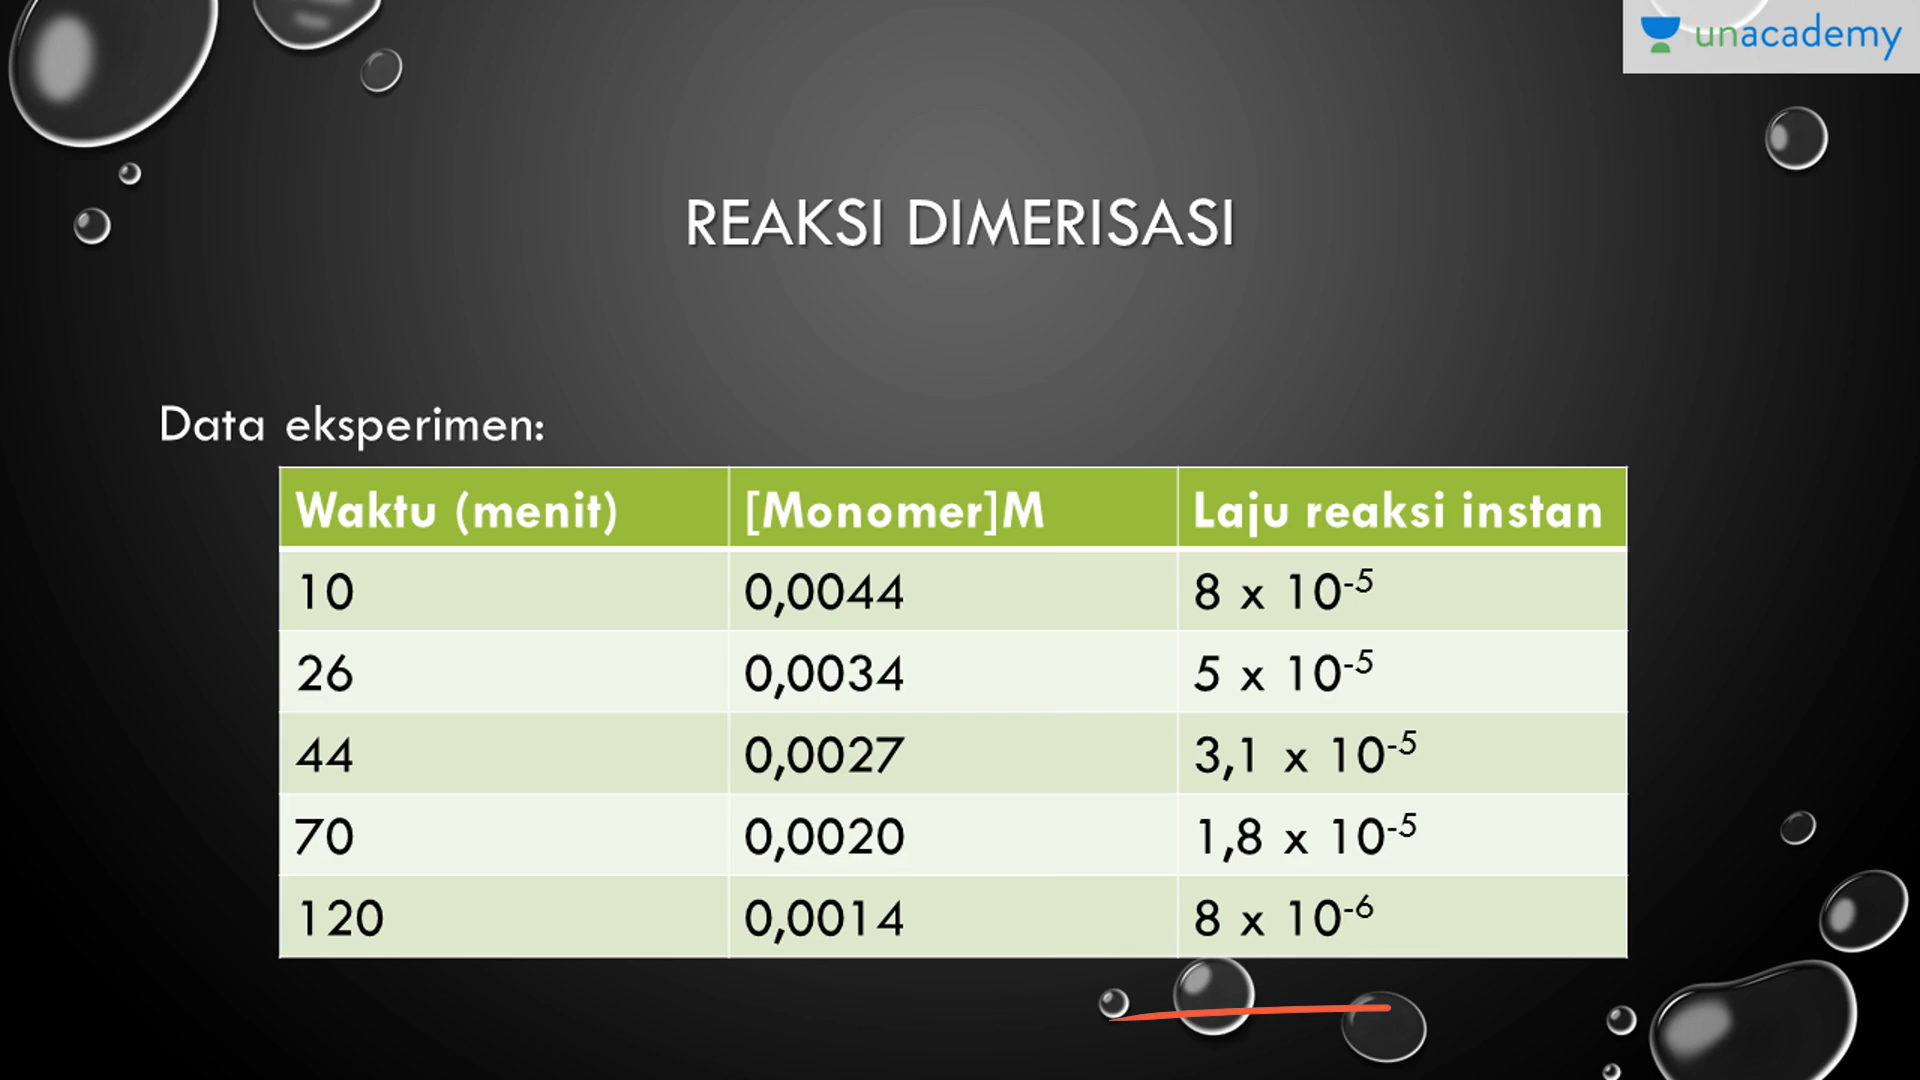 unacademy
REAKSI DIMERISASI
Data eksperimen:
Waktu (menit) [Monomer]M Laju reaksi instan
10 0,0044 8 x 10⁻⁵
26 0,0034 5 x 10⁻⁵
44 0,0027 3,1 x 10⁻⁵
70 0,0020 1,8 x 10⁻⁵
120 0,0014 8 x 10⁻⁶